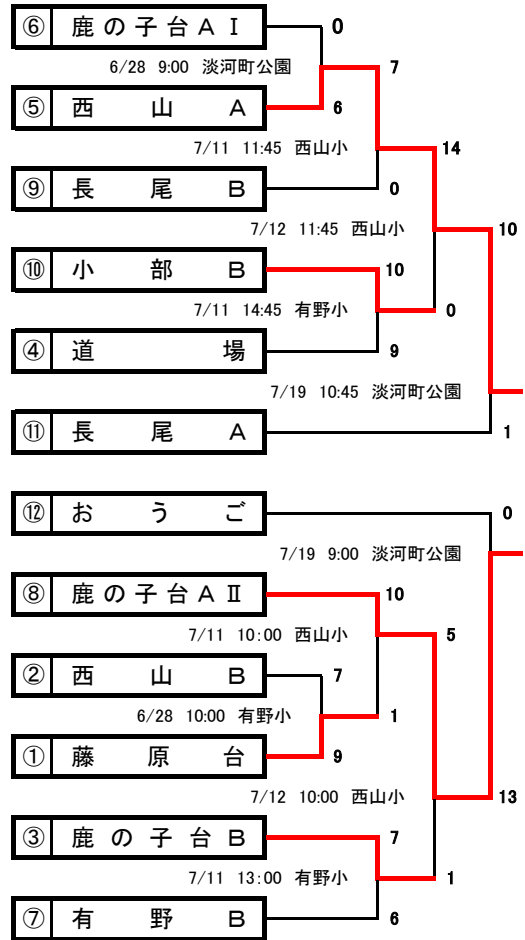 ⑥ 鹿の子台AⅠ 0
6/28 9:00 淡河町公園 7
⑤ 西山A 6
7/11 11:45 西山小 14
⑨ 長尾B 0
7/12 11:45 西山小 10
⑩ 小部B 10
7/11 14:45 有野小 0
④ 道場 9
7/19 10:45 淡河町公園
⑪ 長尾A 1
⑫ おうご 0
7/19 9:00 淡河町公園
⑧ 鹿の子台AⅡ 10
7/11 10:00 西山小 5
② 西山B 7
6/28 10:00 有野小 1
① 藤原台 9
7/12 10:00 西山小 13
③ 鹿の子台B 7
7/11 13:00 有野小 1
⑦ 有野B 6